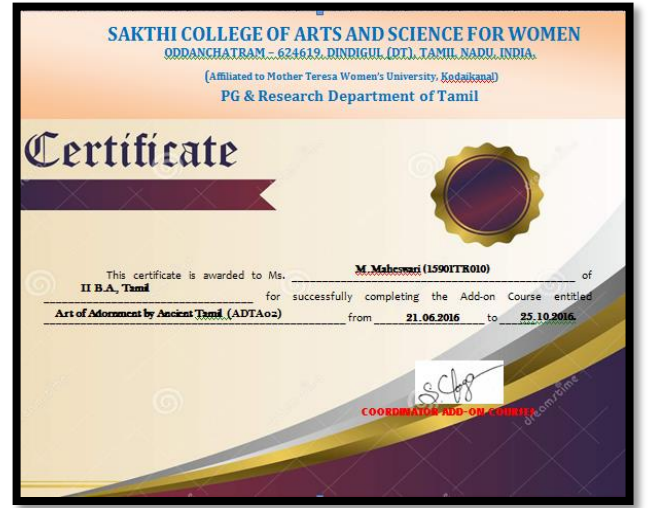 SAKTHI COLLEGE OF ARTS AND SCIENCE FOR WOMEN
ODDANCHATRAM – 624619, DINDIGUL (DT), TAMIL NADU, INDIA.
(Affiliated to Mother Teresa Women's University, Kodaikanal)
PG & Research Department of Tamil
Certificate
This certificate is awarded to Ms. M. Maheswari (15901TR010) of
II B.A., Tamil for successfully completing the Add-on Course entitled
Art of Adornment by Ancient Tamil (ADTA02) from 21.06.2016 to 25.10.2016.
COORDINATOR ADD-ON COURSES
dreamstime